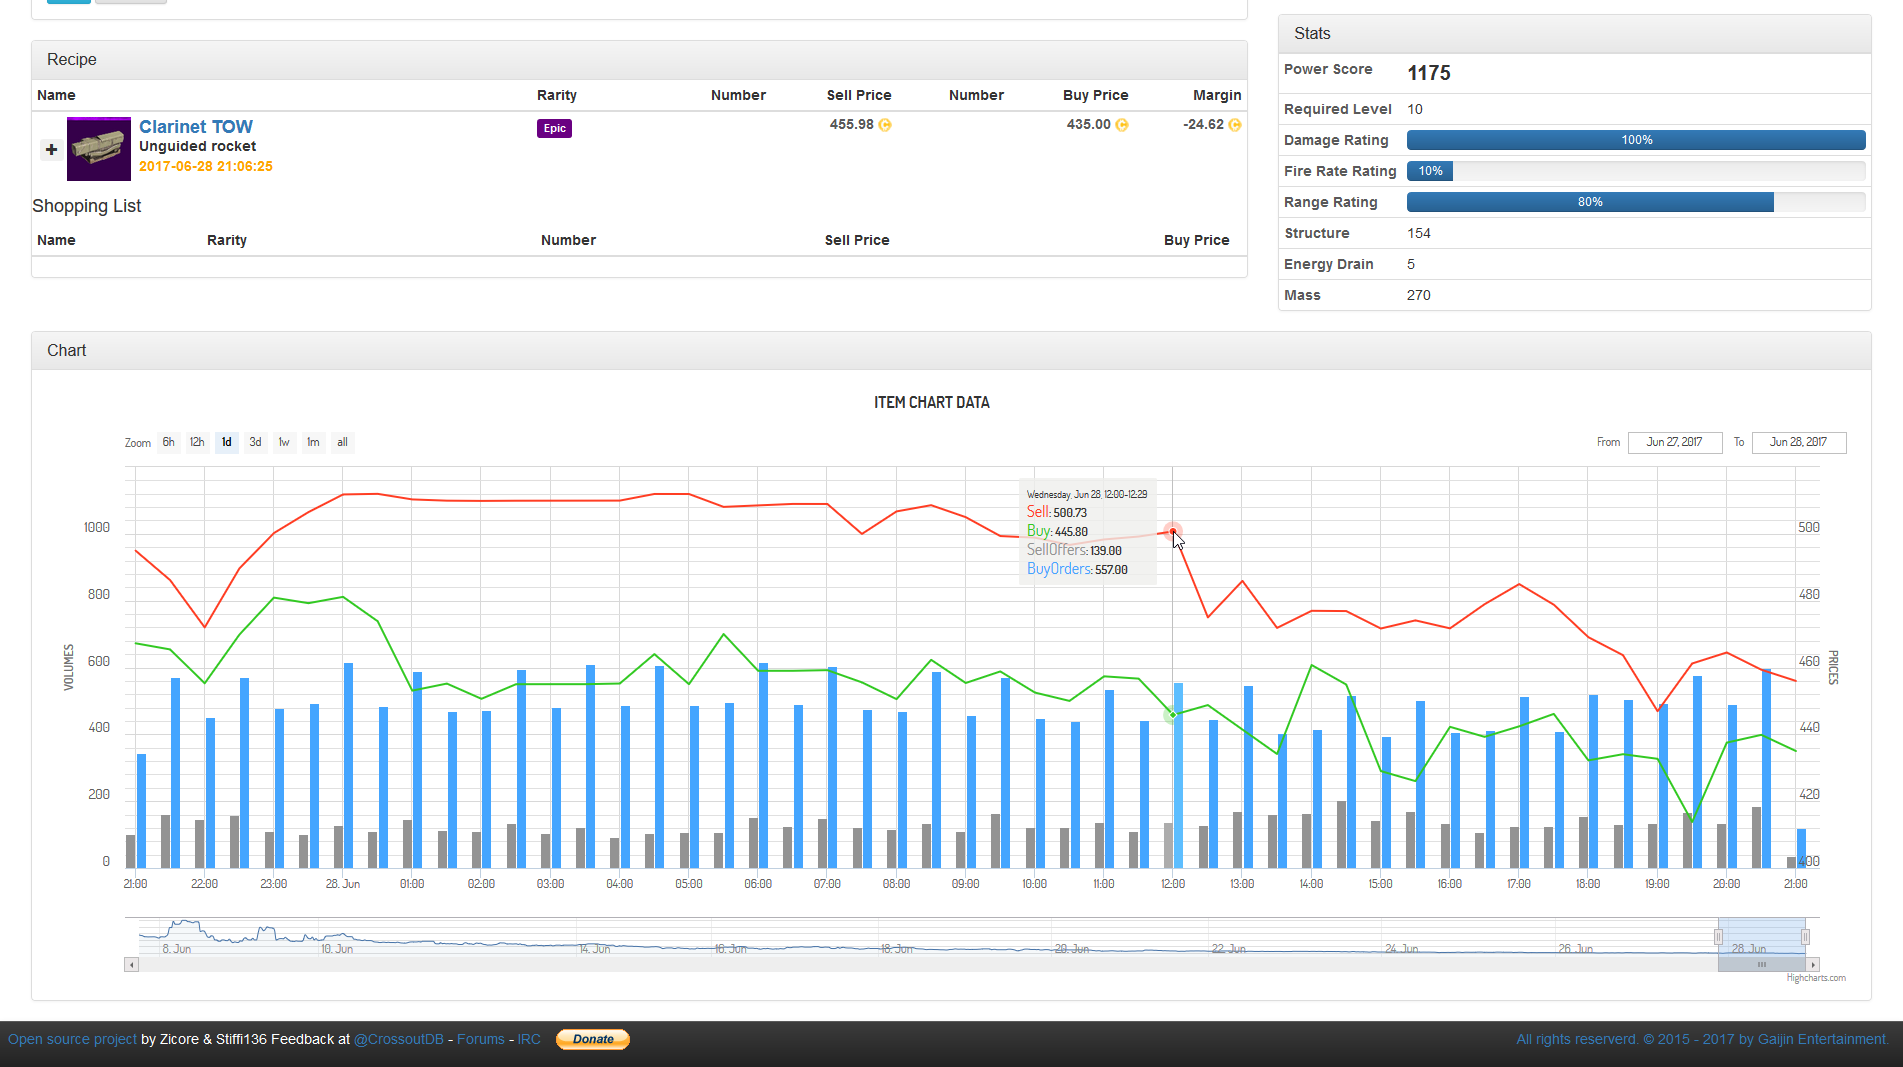 Recipe
Name Rarity Number Sell Price Number Buy Price Margin
Clarinet TOW Epic 455.98 435.00 -24.62
Unguided rocket
2017-06-28 21:06:25
Shopping List
Name Rarity Number Sell Price Buy Price
Stats
Power Score 1175
Required Level 10
Damage Rating 100%
Fire Rate Rating 10%
Range Rating 80%
Structure 154
Energy Drain 5
Mass 270
Chart
ITEM CHART DATA
Zoom 6h 12h 1d 3d 1w 1m all From Jun 27, 2017 To Jun 28, 2017
Wednesday, Jun 28, 12:00-12:29
Sell: 500.73
Buy: 445.80
SellOffers: 139.00
BuyOrders: 557.00
VOLUMES
1000
800
600
400
200
0
PRICES
500
480
460
440
420
400
21:00 22:00 23:00 28. Jun 01:00 02:00 03:00 04:00 05:00 06:00 07:00 08:00 09:00 10:00 11:00 12:00 13:00 14:00 15:00 16:00 17:00 18:00 19:00 20:00 21:00
8. Jun 10. Jun 14. Jun 16. Jun 18. Jun 20. Jun 22. Jun 24. Jun 26. Jun 28. Jun
Highcharts.com
Open source project by Zicore & Stiffi136 Feedback at @CrossoutDB - Forums - IRC Donate All rights reserverd. © 2015 - 2017 by Gaijin Entertainment.